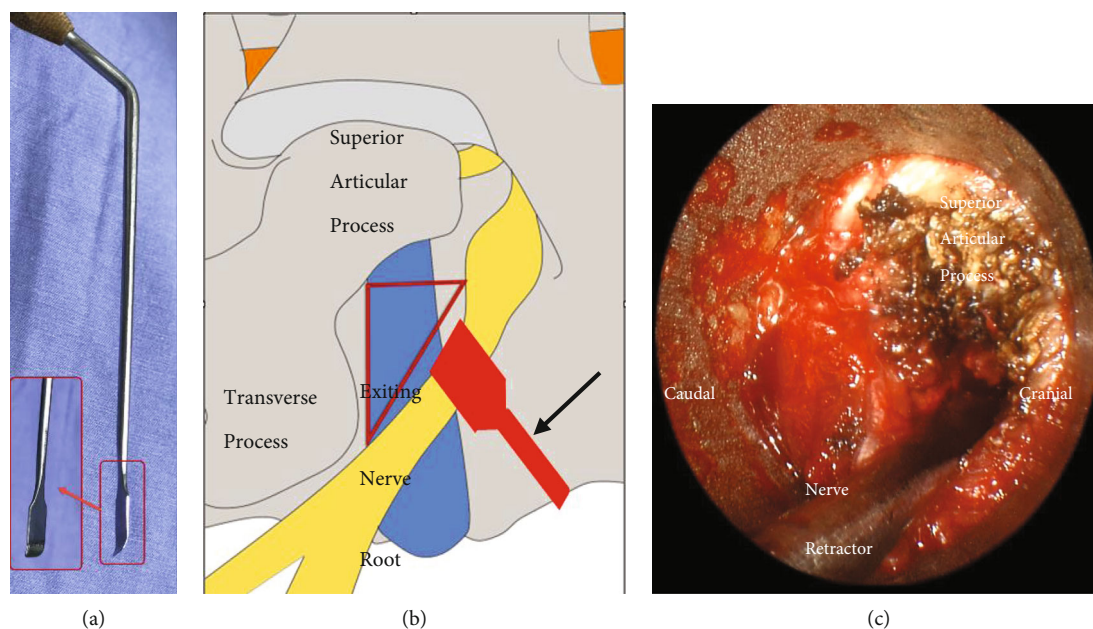 Superior
Articular
Process
Exiting
Transverse
Process
Nerve
Root
Superior
Articular
Process
Caudal
Cranial
Nerve
Retractor
(a)
(b)
(c)